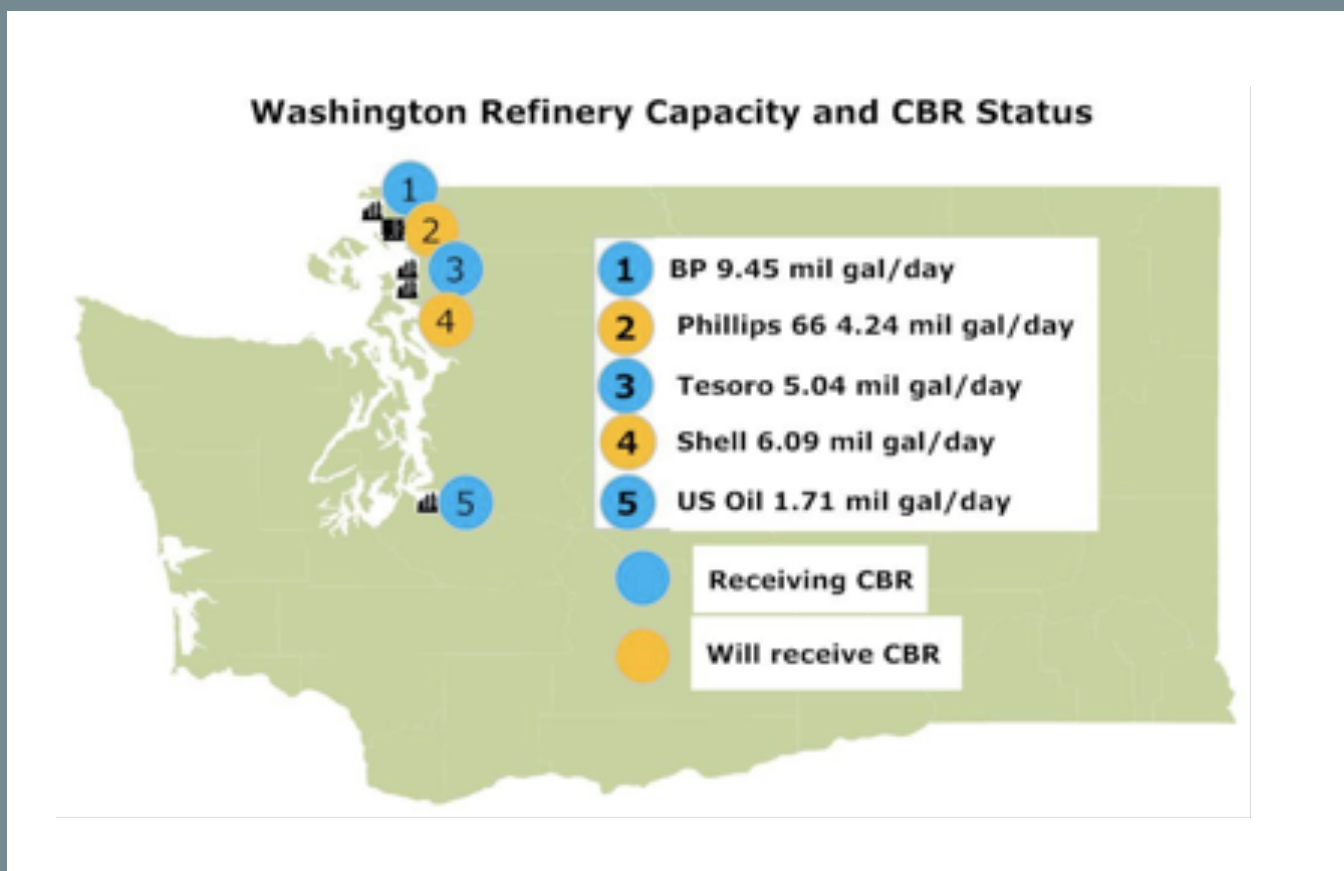 Washington Refinery Capacity and CBR Status
1
2
3
4
5
1 BP 9.45 mil gal/day
2 Phillips 66 4.24 mil gal/day
3 Tesoro 5.04 mil gal/day
4 Shell 6.09 mil gal/day
5 US Oil 1.71 mil gal/day
Receiving CBR
Will receive CBR